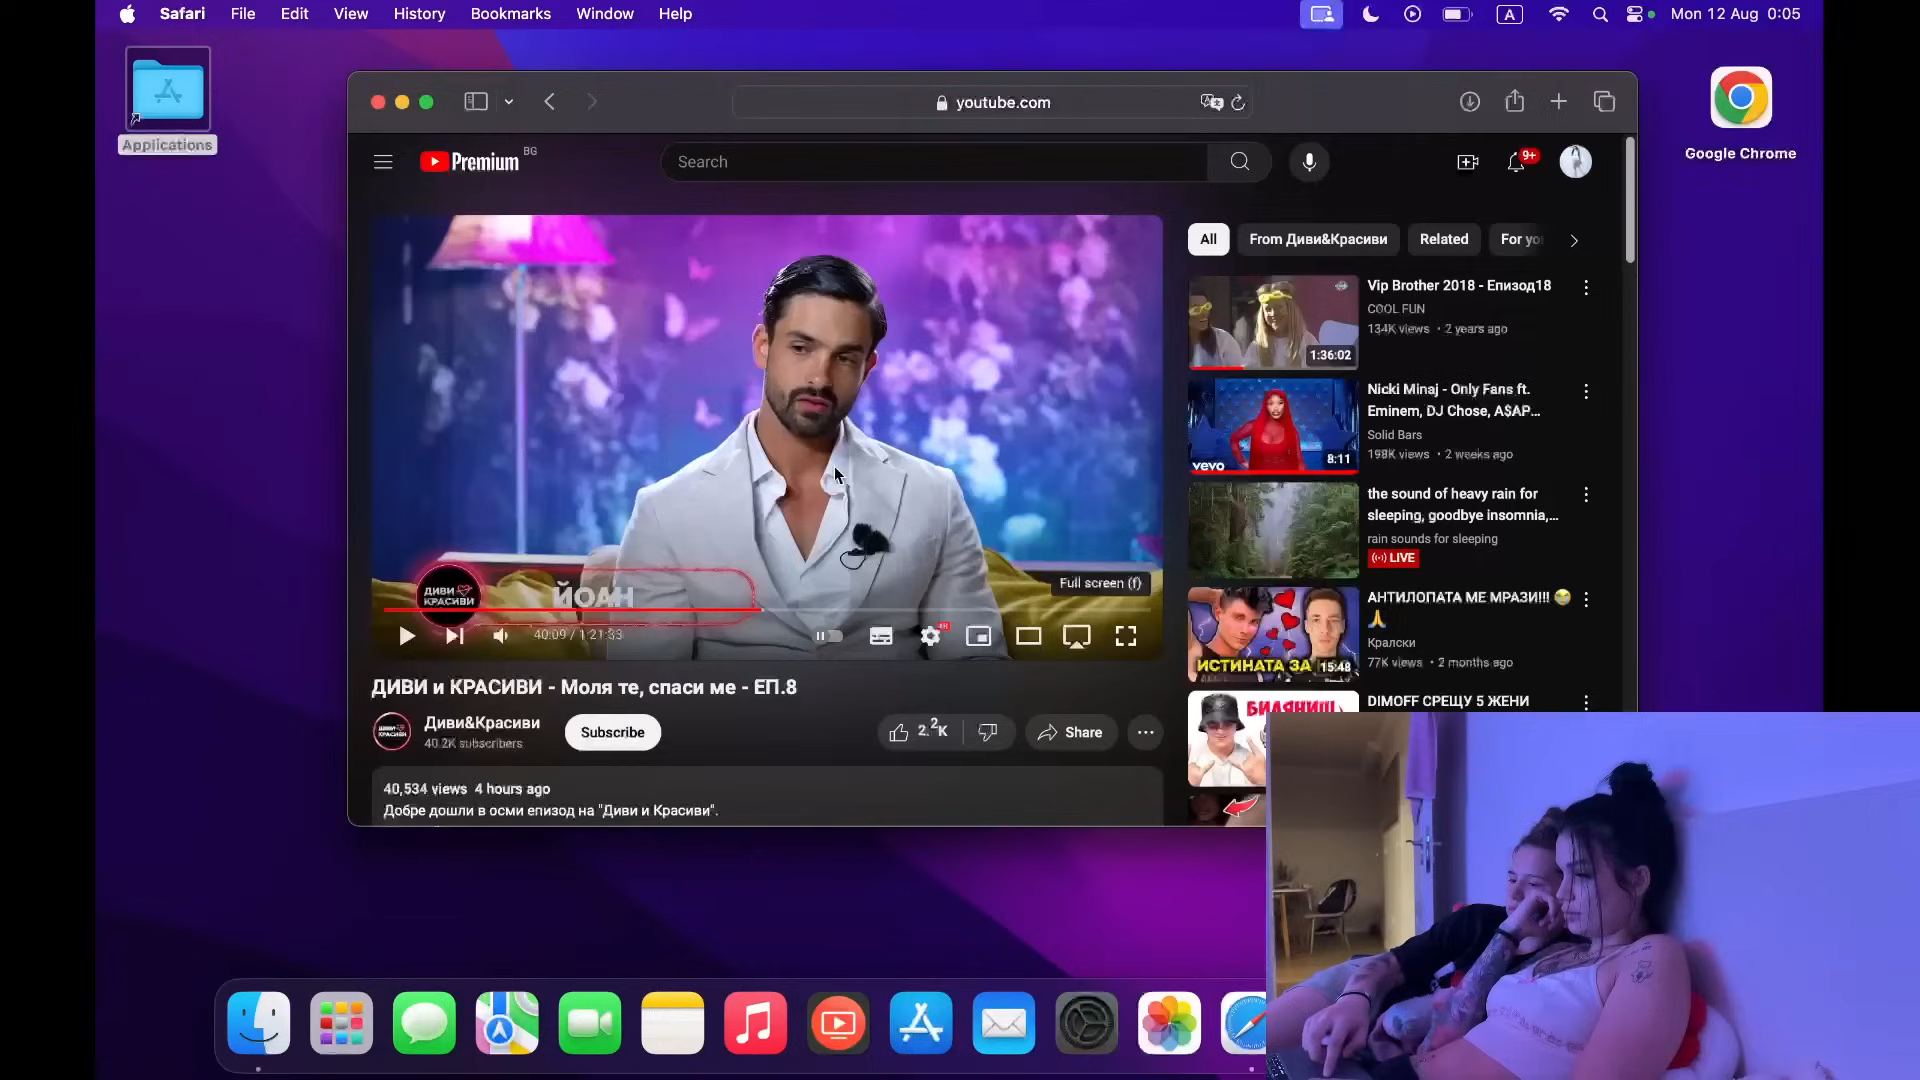 Safari File Edit View History Bookmarks Window Help
A
Mon 12 Aug 0:05
Applications
Google Chrome
youtube.com
Premium BG
Search
9+
All
From Диви&Красиви
Related
For yo
Vip Brother 2018 - Епизод18
COOL FUN
134K views • 2 years ago
1:36:02
Nicki Minaj - Only Fans ft.
Eminem, DJ Chose, A$AP...
Solid Bars
198K views • 2 weeks ago
vevo
8:11
the sound of heavy rain for
sleeping, goodbye insomnia,...
rain sounds for sleeping
LIVE
АНТИЛОПАТА МЕ МРАЗИ!!! 😭
🙏
Кралски
77K views • 2 months ago
ИСТИНАТА ЗА
15:48
DIMOFF СРЕЩУ 5 ЖЕНИ
ДИВИ
КРАСИВИ
ЙОАН
Full screen (f)
40:09 / 1:21:33
ДИВИ и КРАСИВИ - Моля те, спаси ме - ЕП.8
Диви&Красиви
40.2K subscribers
Subscribe
Share
40,534 views 4 hours ago
Добре дошли в осми епизод на "Диви и Красиви".